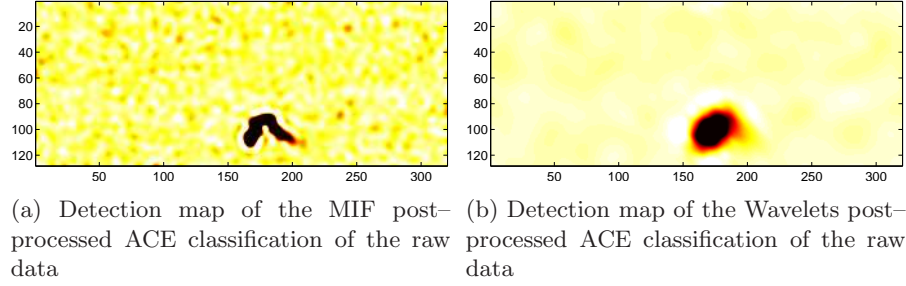 20
40
60
80
100
120
50 100 150 200 250 300
20
40
60
80
100
120
50 100 150 200 250 300
(a) Detection map of the MIF post–
processed ACE classification of the raw
data
(b) Detection map of the Wavelets post–
processed ACE classification of the raw
data